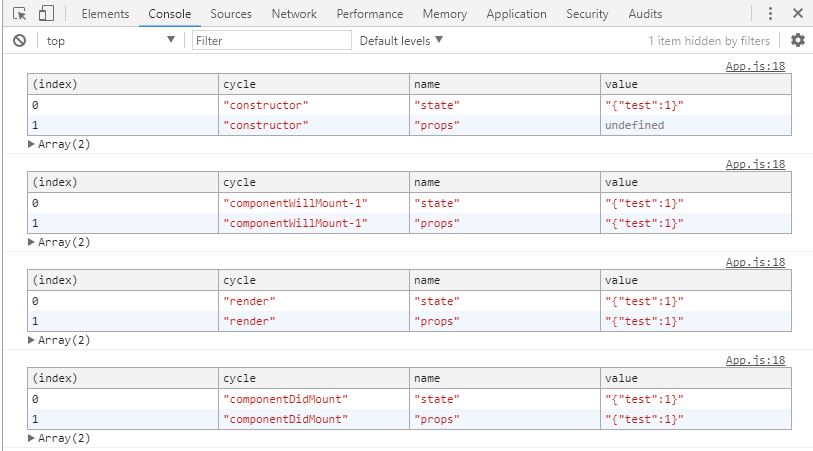 Elements Console Sources Network Performance Memory Application Security Audits
top Filter Default levels 1 item hidden by filters
App.js:18
(index) cycle name value
0 "constructor" "state" "{"test":1}"
1 "constructor" "props" undefined
Array(2)
App.js:18
(index) cycle name value
0 "componentWillMount-1" "state" "{"test":1}"
1 "componentWillMount-1" "props" "{"test":1}"
Array(2)
App.js:18
(index) cycle name value
0 "render" "state" "{"test":1}"
1 "render" "props" "{"test":1}"
Array(2)
App.js:18
(index) cycle name value
0 "componentDidMount" "state" "{"test":1}"
1 "componentDidMount" "props" "{"test":1}"
Array(2)